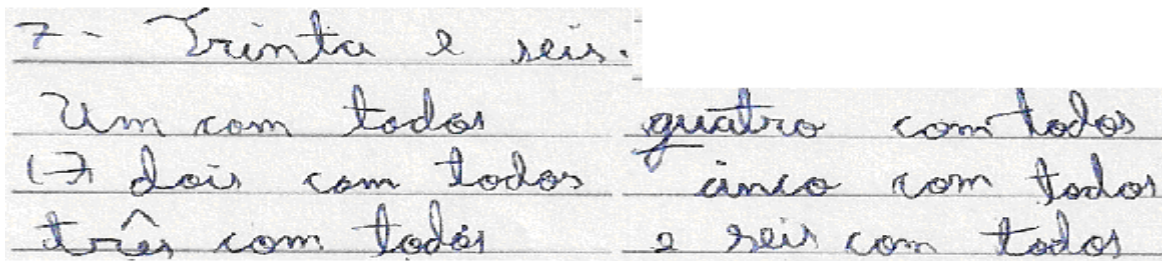 7- Trinta e seis.
Um com todos
(7) dois com todos
três com todos
quatro com todos
cinco com todos
e seis com todos